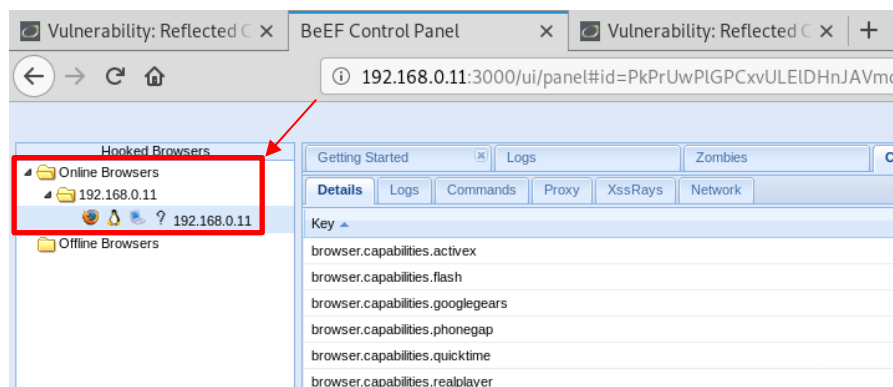 Vulnerability: Reflected C
BeEF Control Panel
Vulnerability: Reflected C
192.168.0.11:3000/ui/panel#id=PkPrUwPlGPCxvULElDHnJAVm
Hooked Browsers
Online Browsers
192.168.0.11
? 192.168.0.11
Offline Browsers
Getting Started
Logs
Zombies
C
Details
Logs
Commands
Proxy
XssRays
Network
Key
browser.capabilities.activex
browser.capabilities.flash
browser.capabilities.googlegears
browser.capabilities.phonegap
browser.capabilities.quicktime
browser.capabilities.realplayer